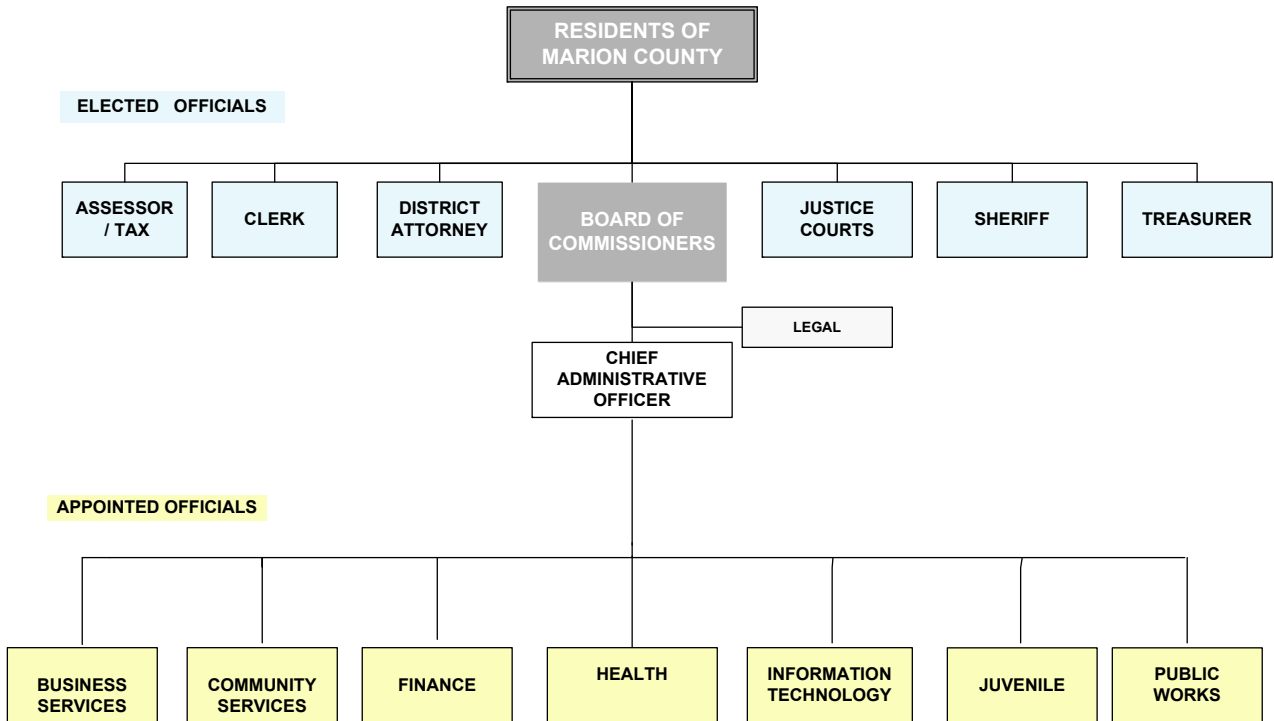 RESIDENTS OF
MARION COUNTY
ELECTED OFFICIALS
ASSESSOR
/ TAX
CLERK
DISTRICT
ATTORNEY
BOARD OF
COMMISSIONERS
JUSTICE
COURTS
SHERIFF
TREASURER
LEGAL
CHIEF
ADMINISTRATIVE
OFFICER
APPOINTED OFFICIALS
BUSINESS
SERVICES
COMMUNITY
SERVICES
FINANCE
HEALTH
INFORMATION
TECHNOLOGY
JUVENILE
PUBLIC
WORKS